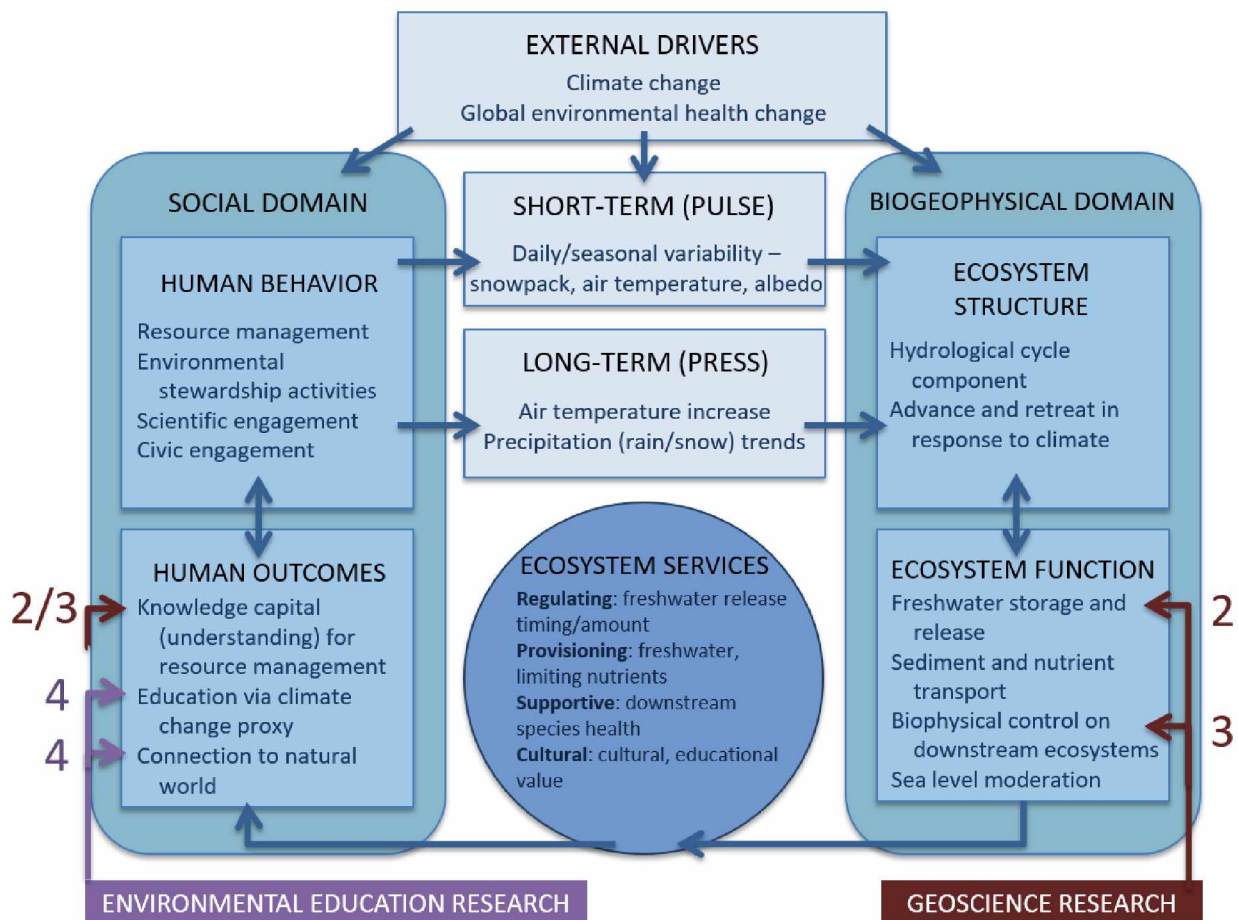 EXTERNAL DRIVERS
Climate change
Global environmental health change
SOCIAL DOMAIN
HUMAN BEHAVIOR
Resource management
Environmental
stewardship activities
Scientific engagement
Civic engagement
HUMAN OUTCOMES
Knowledge capital
(understanding) for
resource management
Education via climate
change proxy
Connection to natural
world
2/3
4
4
SHORT-TERM (PULSE)
Daily/seasonal variability –
snowpack, air temperature, albedo
LONG-TERM (PRESS)
Air temperature increase
Precipitation (rain/snow) trends
ECOSYSTEM SERVICES
Regulating: freshwater release
timing/amount
Provisioning: freshwater,
limiting nutrients
Supportive: downstream
species health
Cultural: cultural, educational
value
BIOGEOPHYSICAL DOMAIN
ECOSYSTEM
STRUCTURE
Hydrological cycle
component
Advance and retreat in
response to climate
ECOSYSTEM FUNCTION
Freshwater storage and
release
Sediment and nutrient
transport
Biophysical control on
downstream ecosystems
Sea level moderation
2
3
ENVIRONMENTAL EDUCATION RESEARCH
GEOSCIENCE RESEARCH